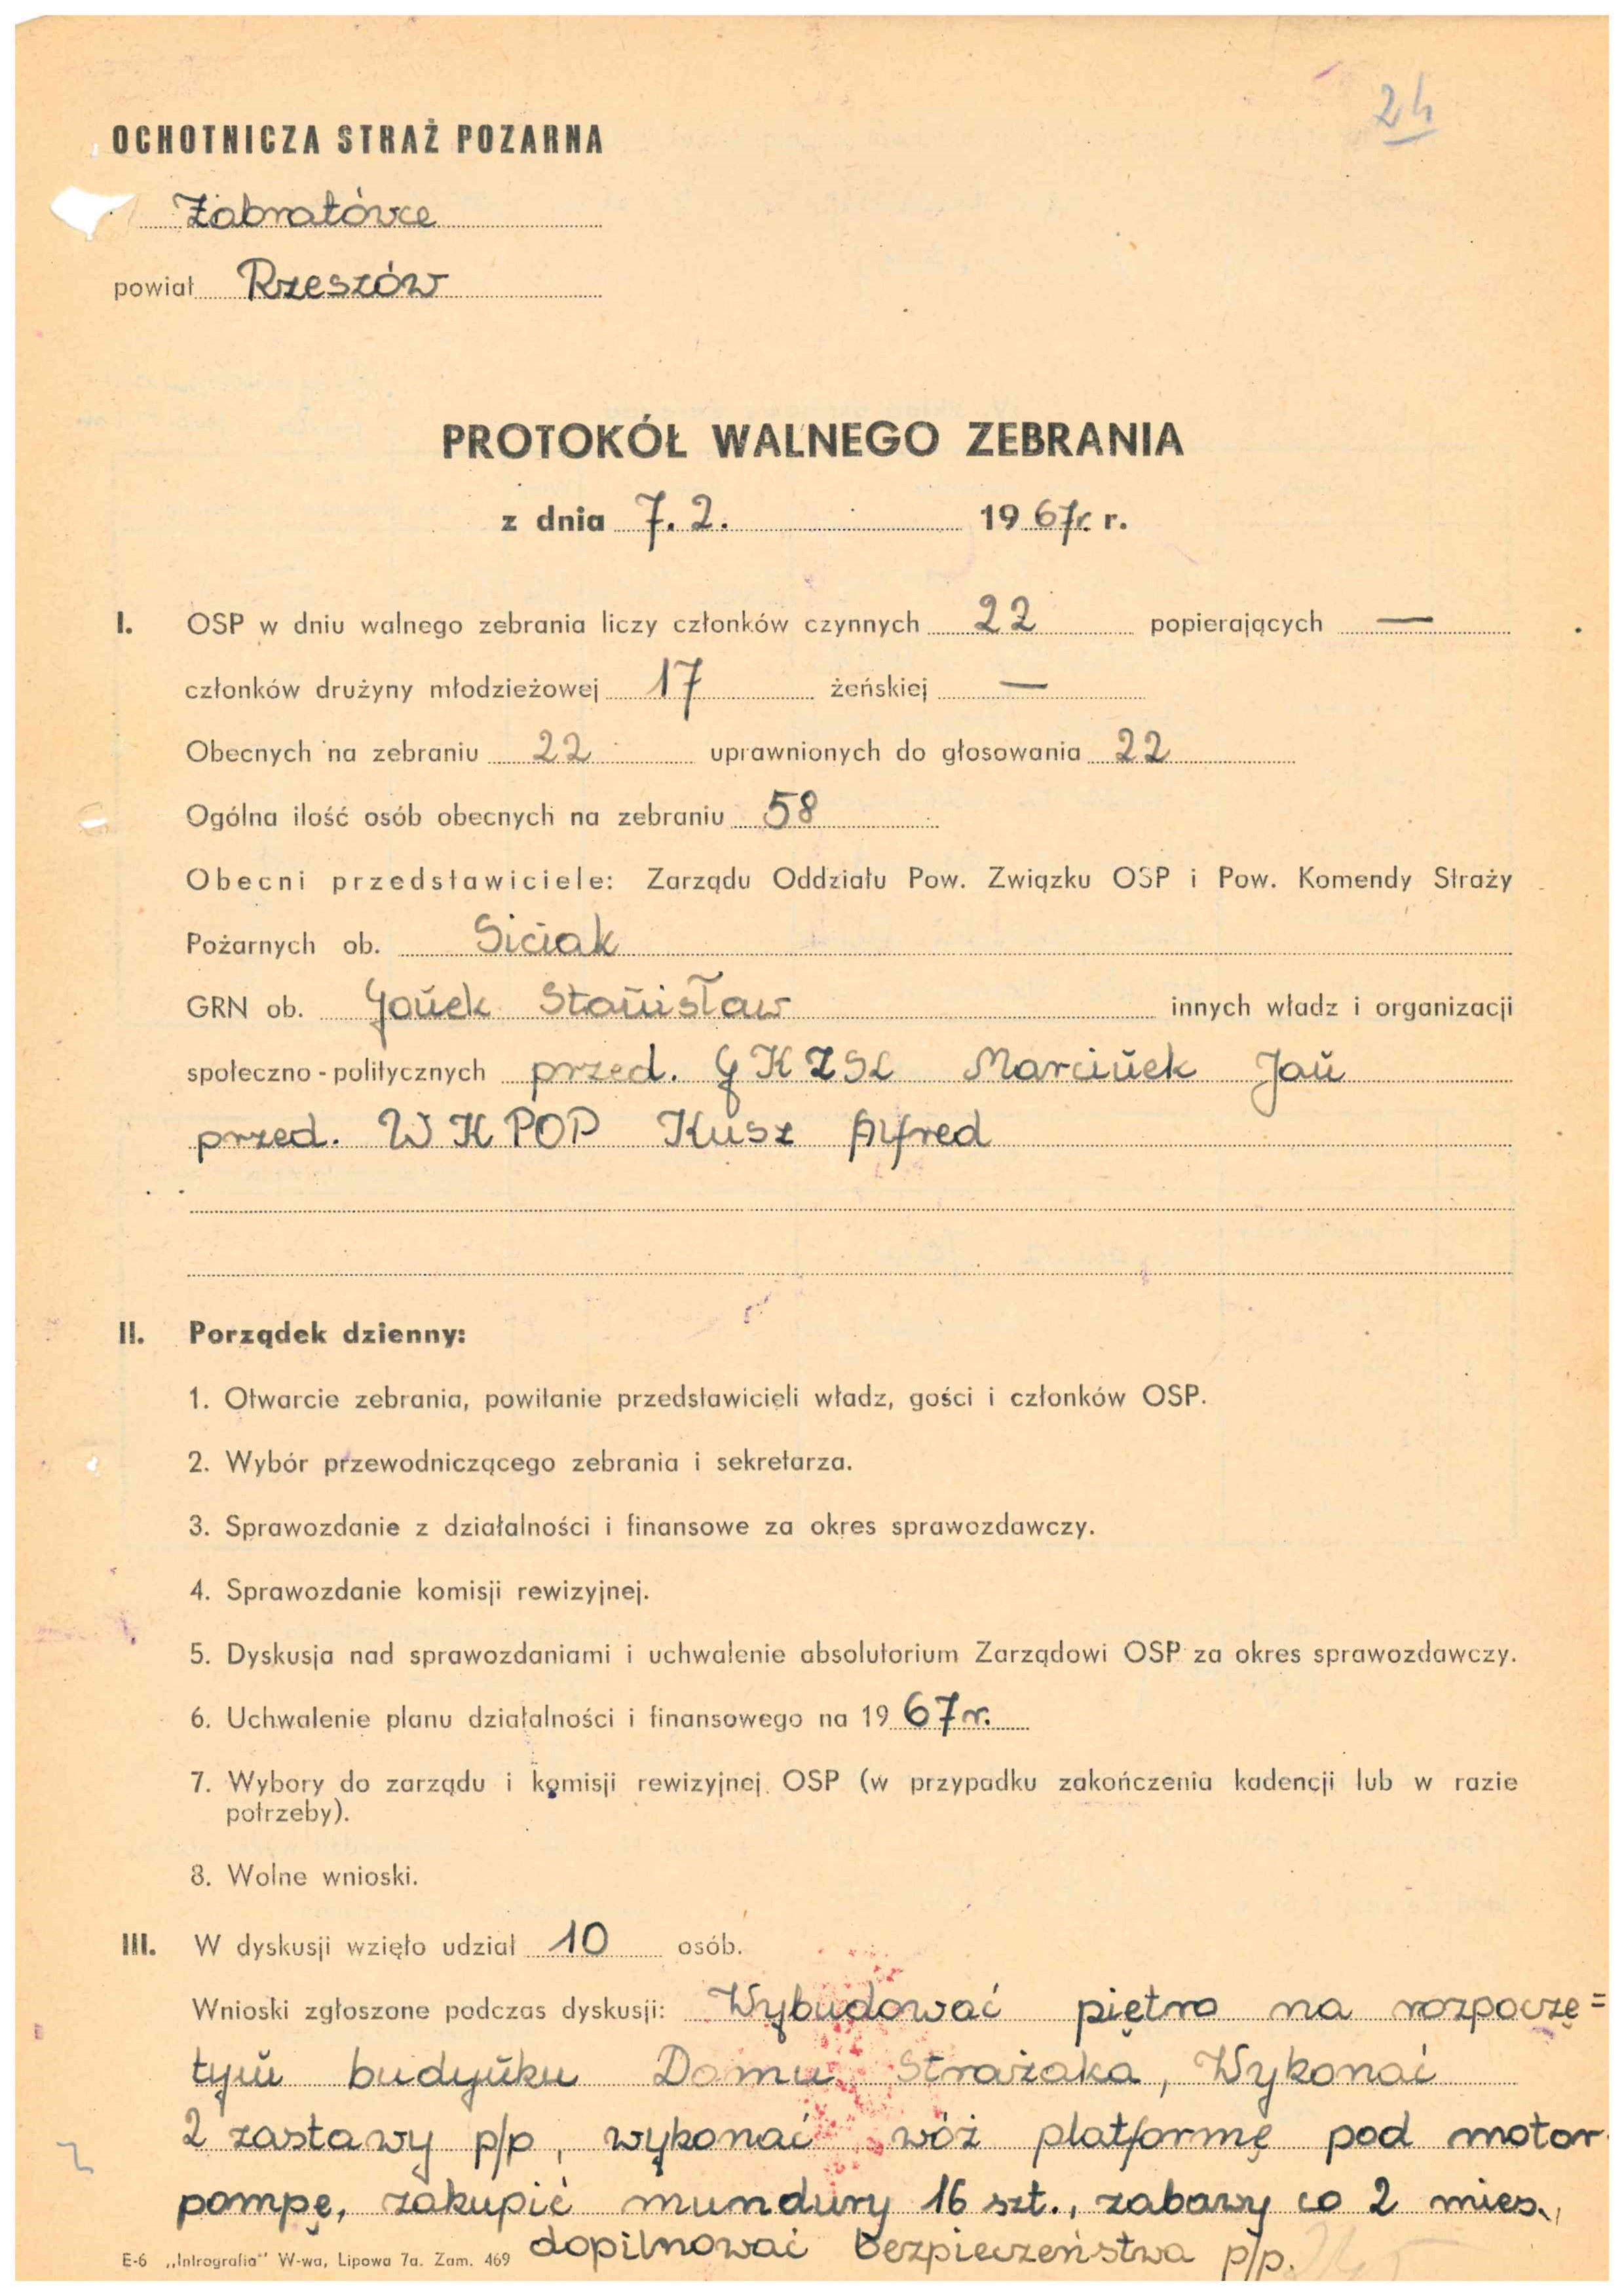 24
OCHOTNICZA STRAŻ POŻARNA
Zabratówce
powiat Rzeszów
PROTOKÓŁ WALNEGO ZEBRANIA
z dnia 7. 2. 1967r. r.
I. OSP w dniu walnego zebrania liczy członków czynnych 22 popierających —
członków drużyny młodzieżowej 17 żeńskiej —
Obecnych na zebraniu 22 uprawnionych do głosowania 22
Ogólna ilość osób obecnych na zebraniu 58
Obecni przedstawiciele: Zarządu Oddziału Pow. Związku OSP i Pow. Komendy Straży
Pożarnych ob. Siciak
GRN ob. Janek Stanisław innych władz i organizacji
społeczno-politycznych przed. GKZSL Marcinek Jan
przed. WKPOP Kusz Alfred
II. Porządek dzienny:
1. Otwarcie zebrania, powitanie przedstawicieli władz, gości i członków OSP.
2. Wybór przewodniczącego zebrania i sekretarza.
3. Sprawozdanie z działalności i finansowe za okres sprawozdawczy.
4. Sprawozdanie komisji rewizyjnej.
5. Dyskusja nad sprawozdaniami i uchwalenie absolutorium Zarządowi OSP za okres sprawozdawczy.
6. Uchwalenie planu działalności i finansowego na 1967r.
7. Wybory do zarządu i komisji rewizyjnej OSP (w przypadku zakończenia kadencji lub w razie
potrzeby).
8. Wolne wnioski.
III. W dyskusji wzięło udział 10 osób.
Wnioski zgłoszone podczas dyskusji: Wybudować piętro na rozpoczę=
tym budynku Domu Strażaka, Wykonać
2 zastawy p/p, wykonać wóz platformę pod motor
pompę, zakupić mundury 16 szt., zabawy co 2 mies.,
dopilnować bezpieczeństwa p/p.
E-6 „Intrografia" W-wa, Lipowa 7a. Zam. 469